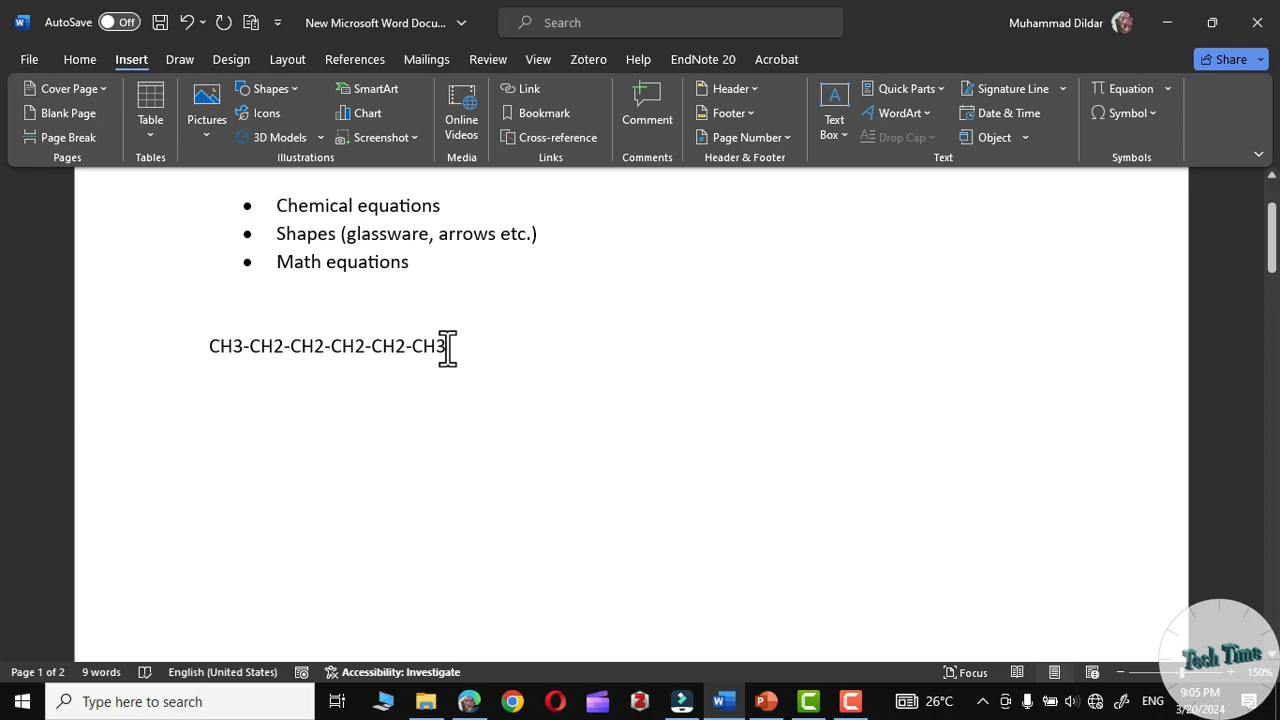 AutoSave Off New Microsoft Word Docu... Search Muhammad Dildar
File Home Insert Draw Design Layout References Mailings Review View Zotero Help EndNote 20 Acrobat Share
Cover Page
Blank Page
Page Break
Pages
Table
Tables
Pictures
Shapes
Icons
3D Models
SmartArt
Chart
Screenshot
Illustrations
Online
Videos
Media
Link
Bookmark
Cross-reference
Links
Comment
Comments
Header
Footer
Page Number
Header & Footer
Text
Box
Quick Parts
WordArt
Drop Cap
Signature Line
Date & Time
Object
Text
Equation
Symbol
Symbols
• Chemical equations
• Shapes (glassware, arrows etc.)
• Math equations
CH3-CH2-CH2-CH2-CH2-CH3
Tech Time
Page 1 of 2 9 words English (United States) Accessibility: Investigate Focus 150%
Type here to search 26°C ENG 9:05 PM
3/20/2024